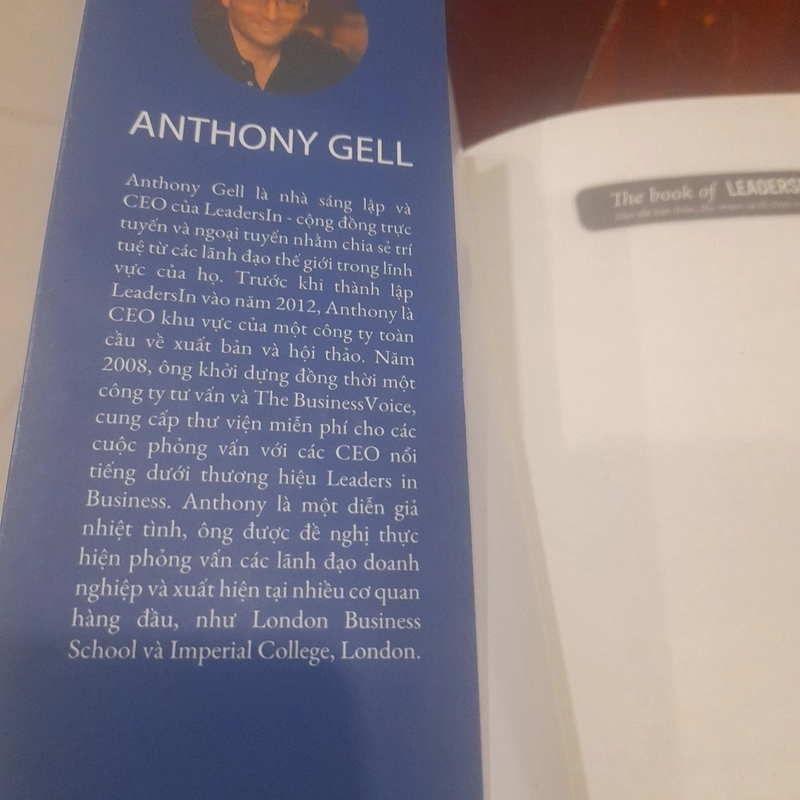 ANTHONY GELL
Anthony Gell là nhà sáng lập và
CEO của LeadersIn - cộng đồng trực
tuyến và ngoại tuyến nhằm chia sẻ trí
tuệ từ các lãnh đạo thế giới trong lĩnh
vực của họ. Trước khi thành lập
LeadersIn vào năm 2012, Anthony là
CEO khu vực của một công ty toàn
cầu về xuất bản và hội thảo. Năm
2008, ông khởi dựng đồng thời một
công ty tư vấn và The BusinessVoice,
cung cấp thư viện miễn phí cho các
cuộc phỏng vấn với các CEO nổi
tiếng dưới thương hiệu Leaders in
Business. Anthony là một diễn giả
nhiệt tình, ông được đề nghị thực
hiện phỏng vấn các lãnh đạo doanh
nghiệp và xuất hiện tại nhiều cơ quan
hàng đầu, như London Business
School và Imperial College, London.
The book of LEADERS